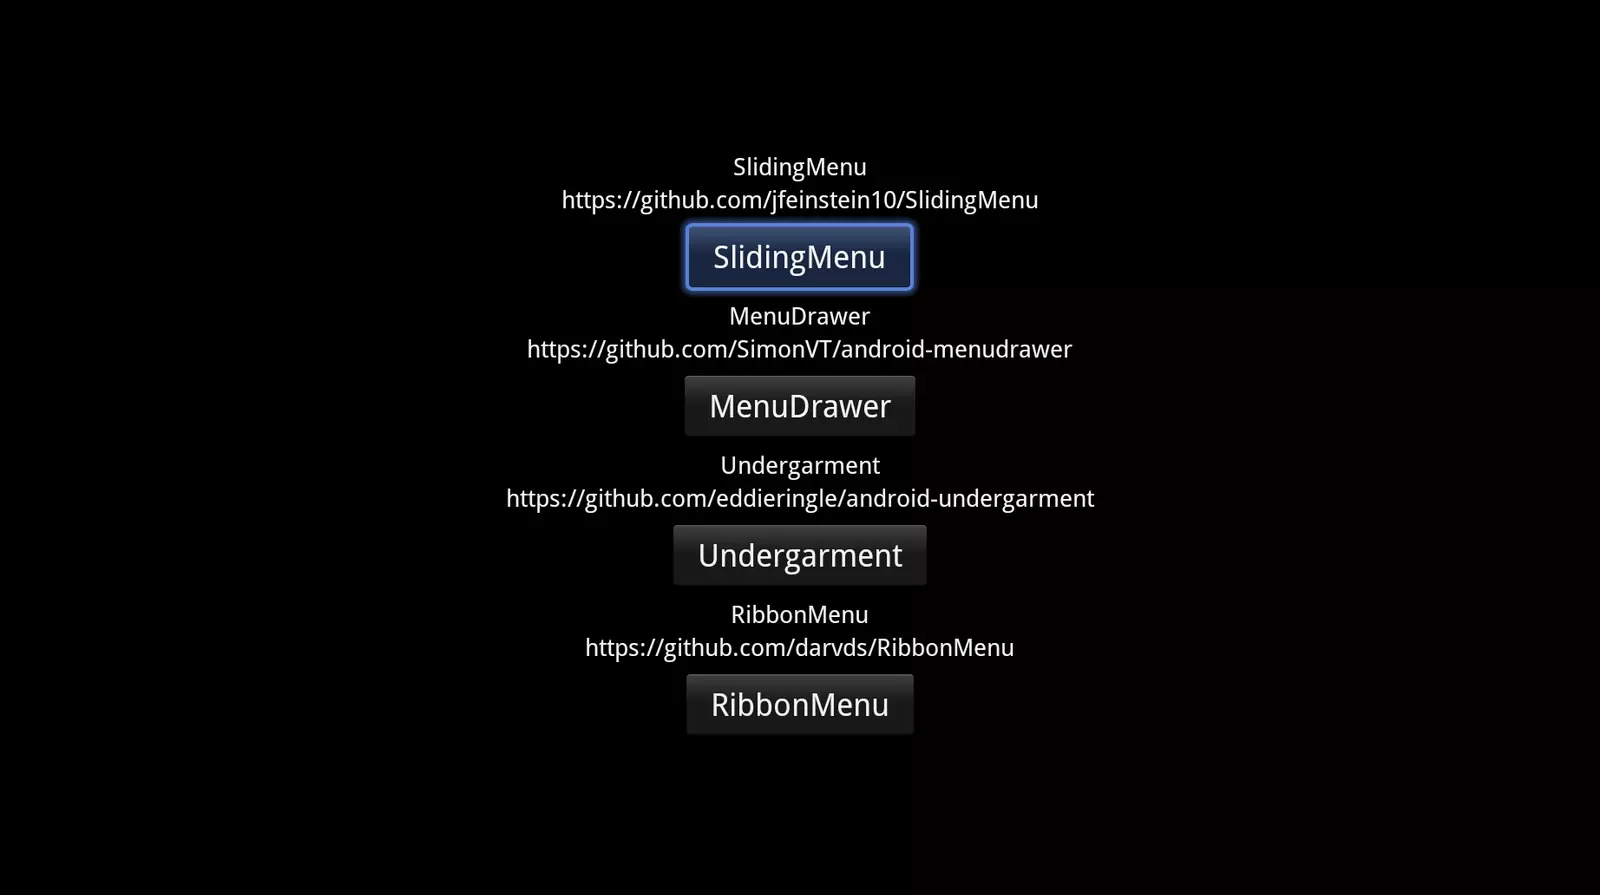 SlidingMenu
https://github.com/jfeinstein10/SlidingMenu
SlidingMenu
MenuDrawer
https://github.com/SimonVT/android-menudrawer
MenuDrawer
Undergarment
https://github.com/eddieringle/android-undergarment
Undergarment
RibbonMenu
https://github.com/darvds/RibbonMenu
RibbonMenu